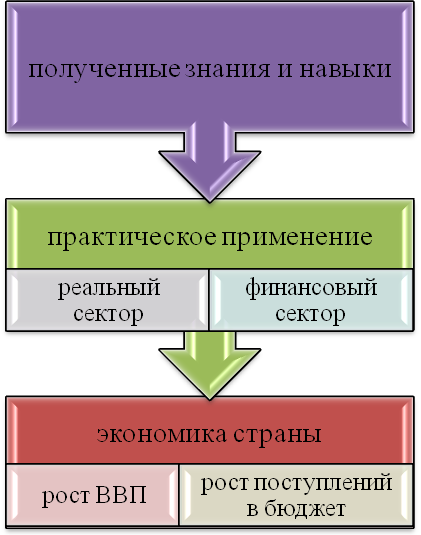 полученные знания и навыки
практическое применение
реальный
сектор
финансовый
сектор
экономика страны
рост ВВП
рост поступлений
в бюджет